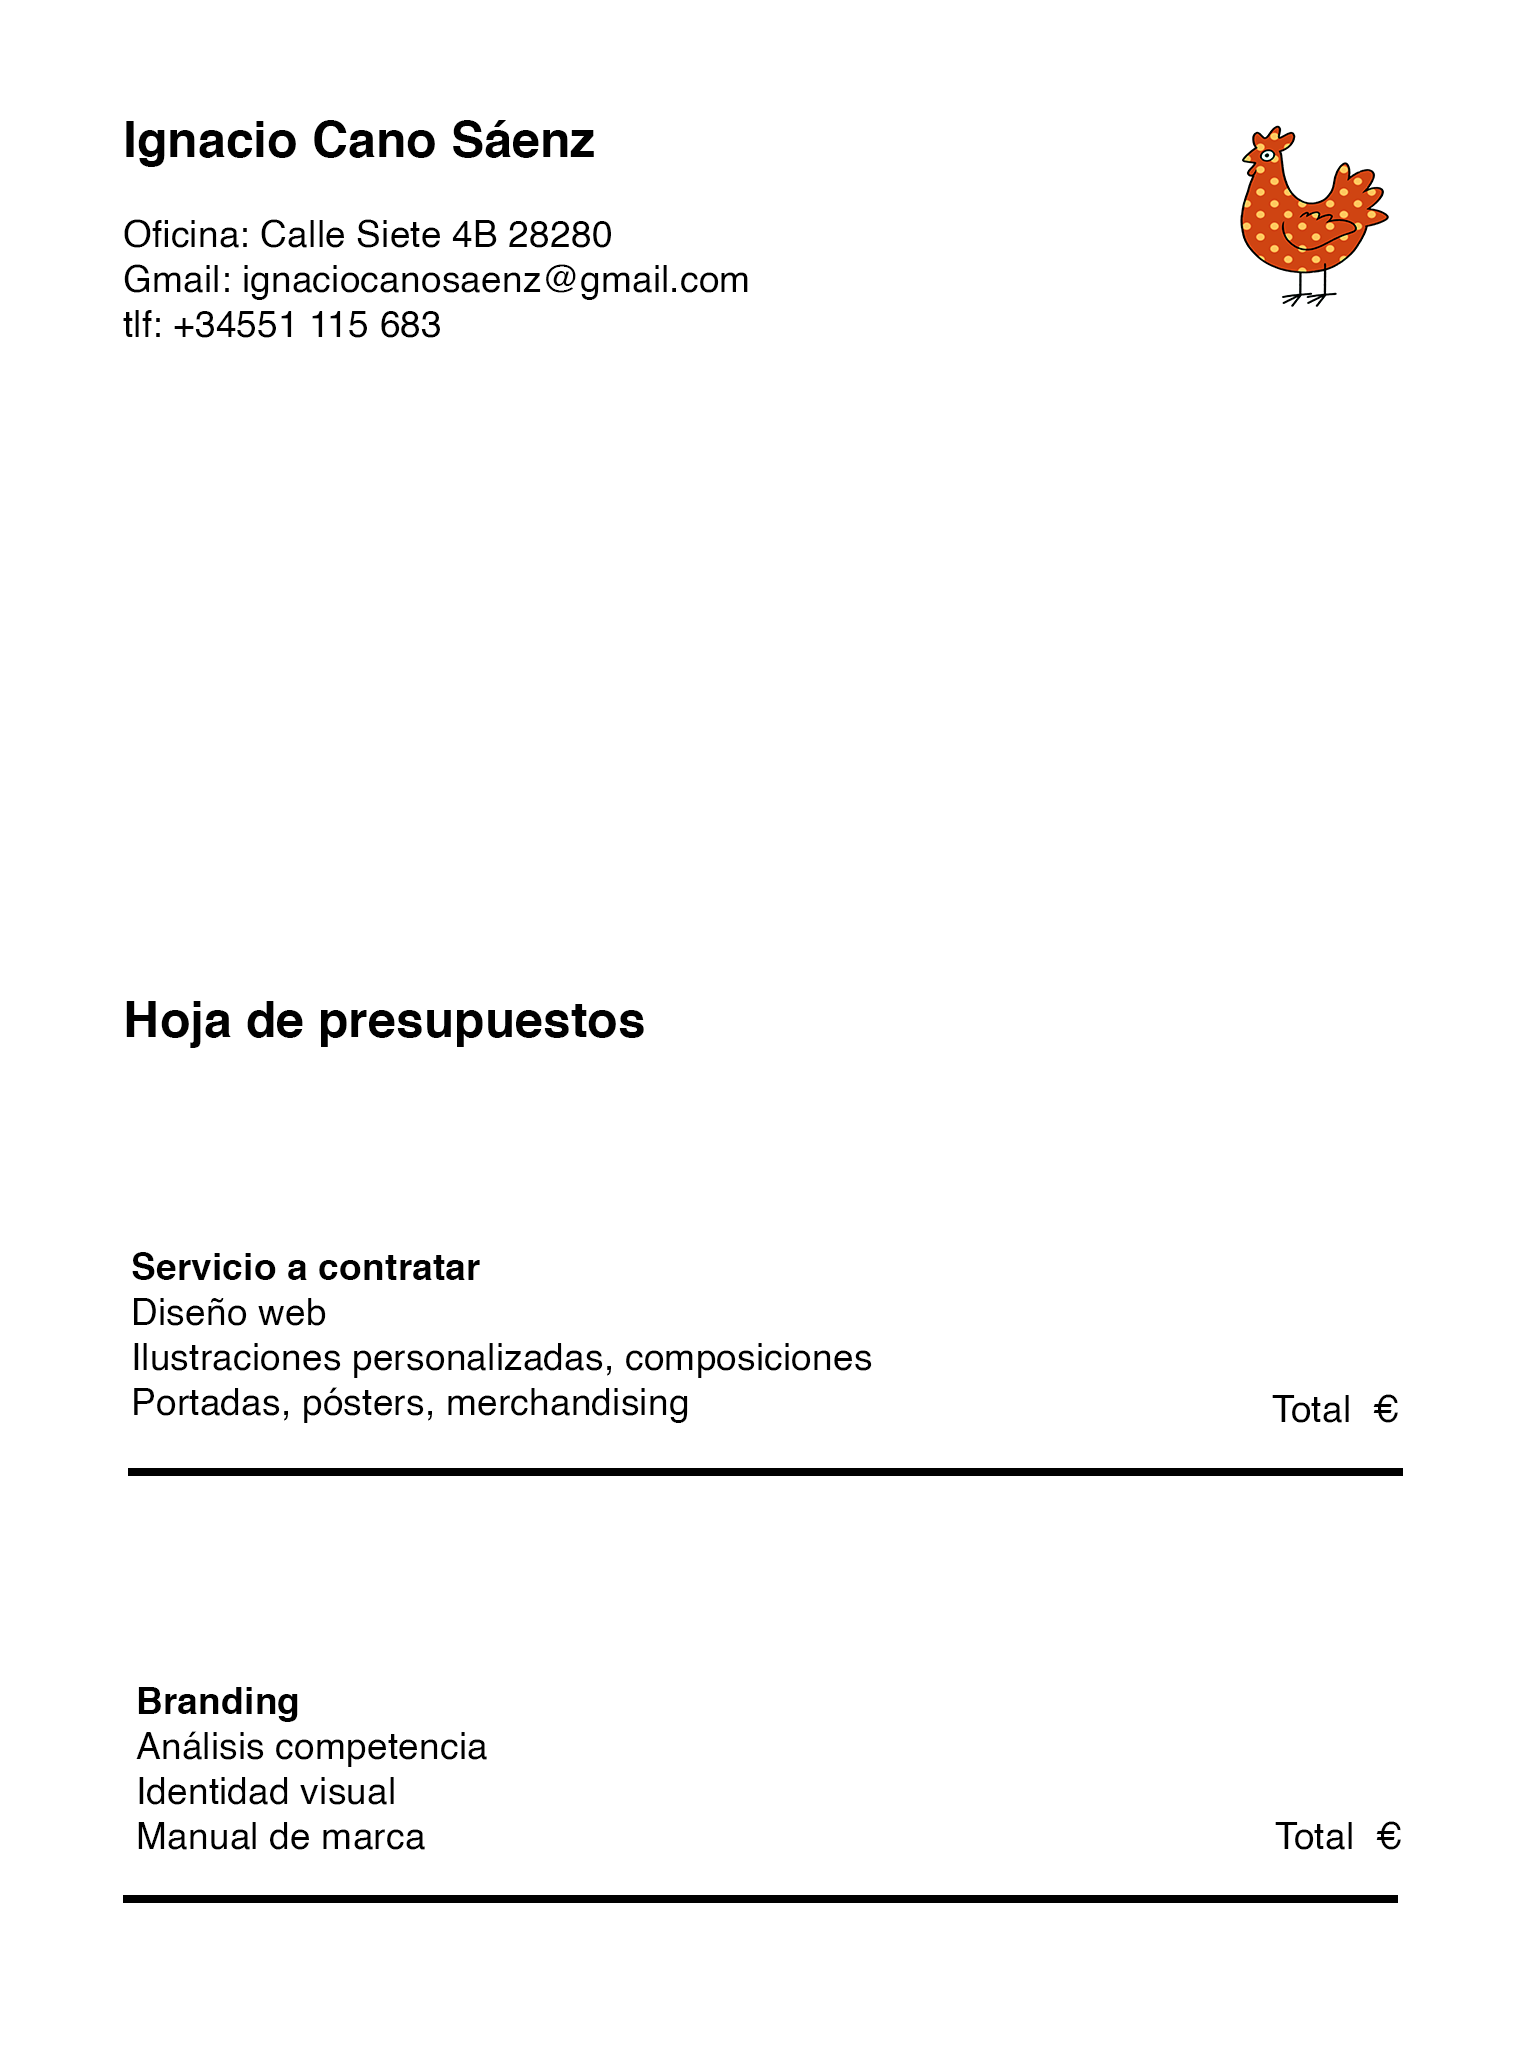 Ignacio Cano Sáenz
Oficina: Calle Siete 4B 28280
Gmail: ignaciocanosaenz@gmail.com
tlf: +34551 115 683
Hoja de presupuestos
Servicio a contratar
Diseño web
Ilustraciones personalizadas, composiciones
Portadas, pósters, merchandising
Total €
Branding
Análisis competencia
Identidad visual
Manual de marca
Total €